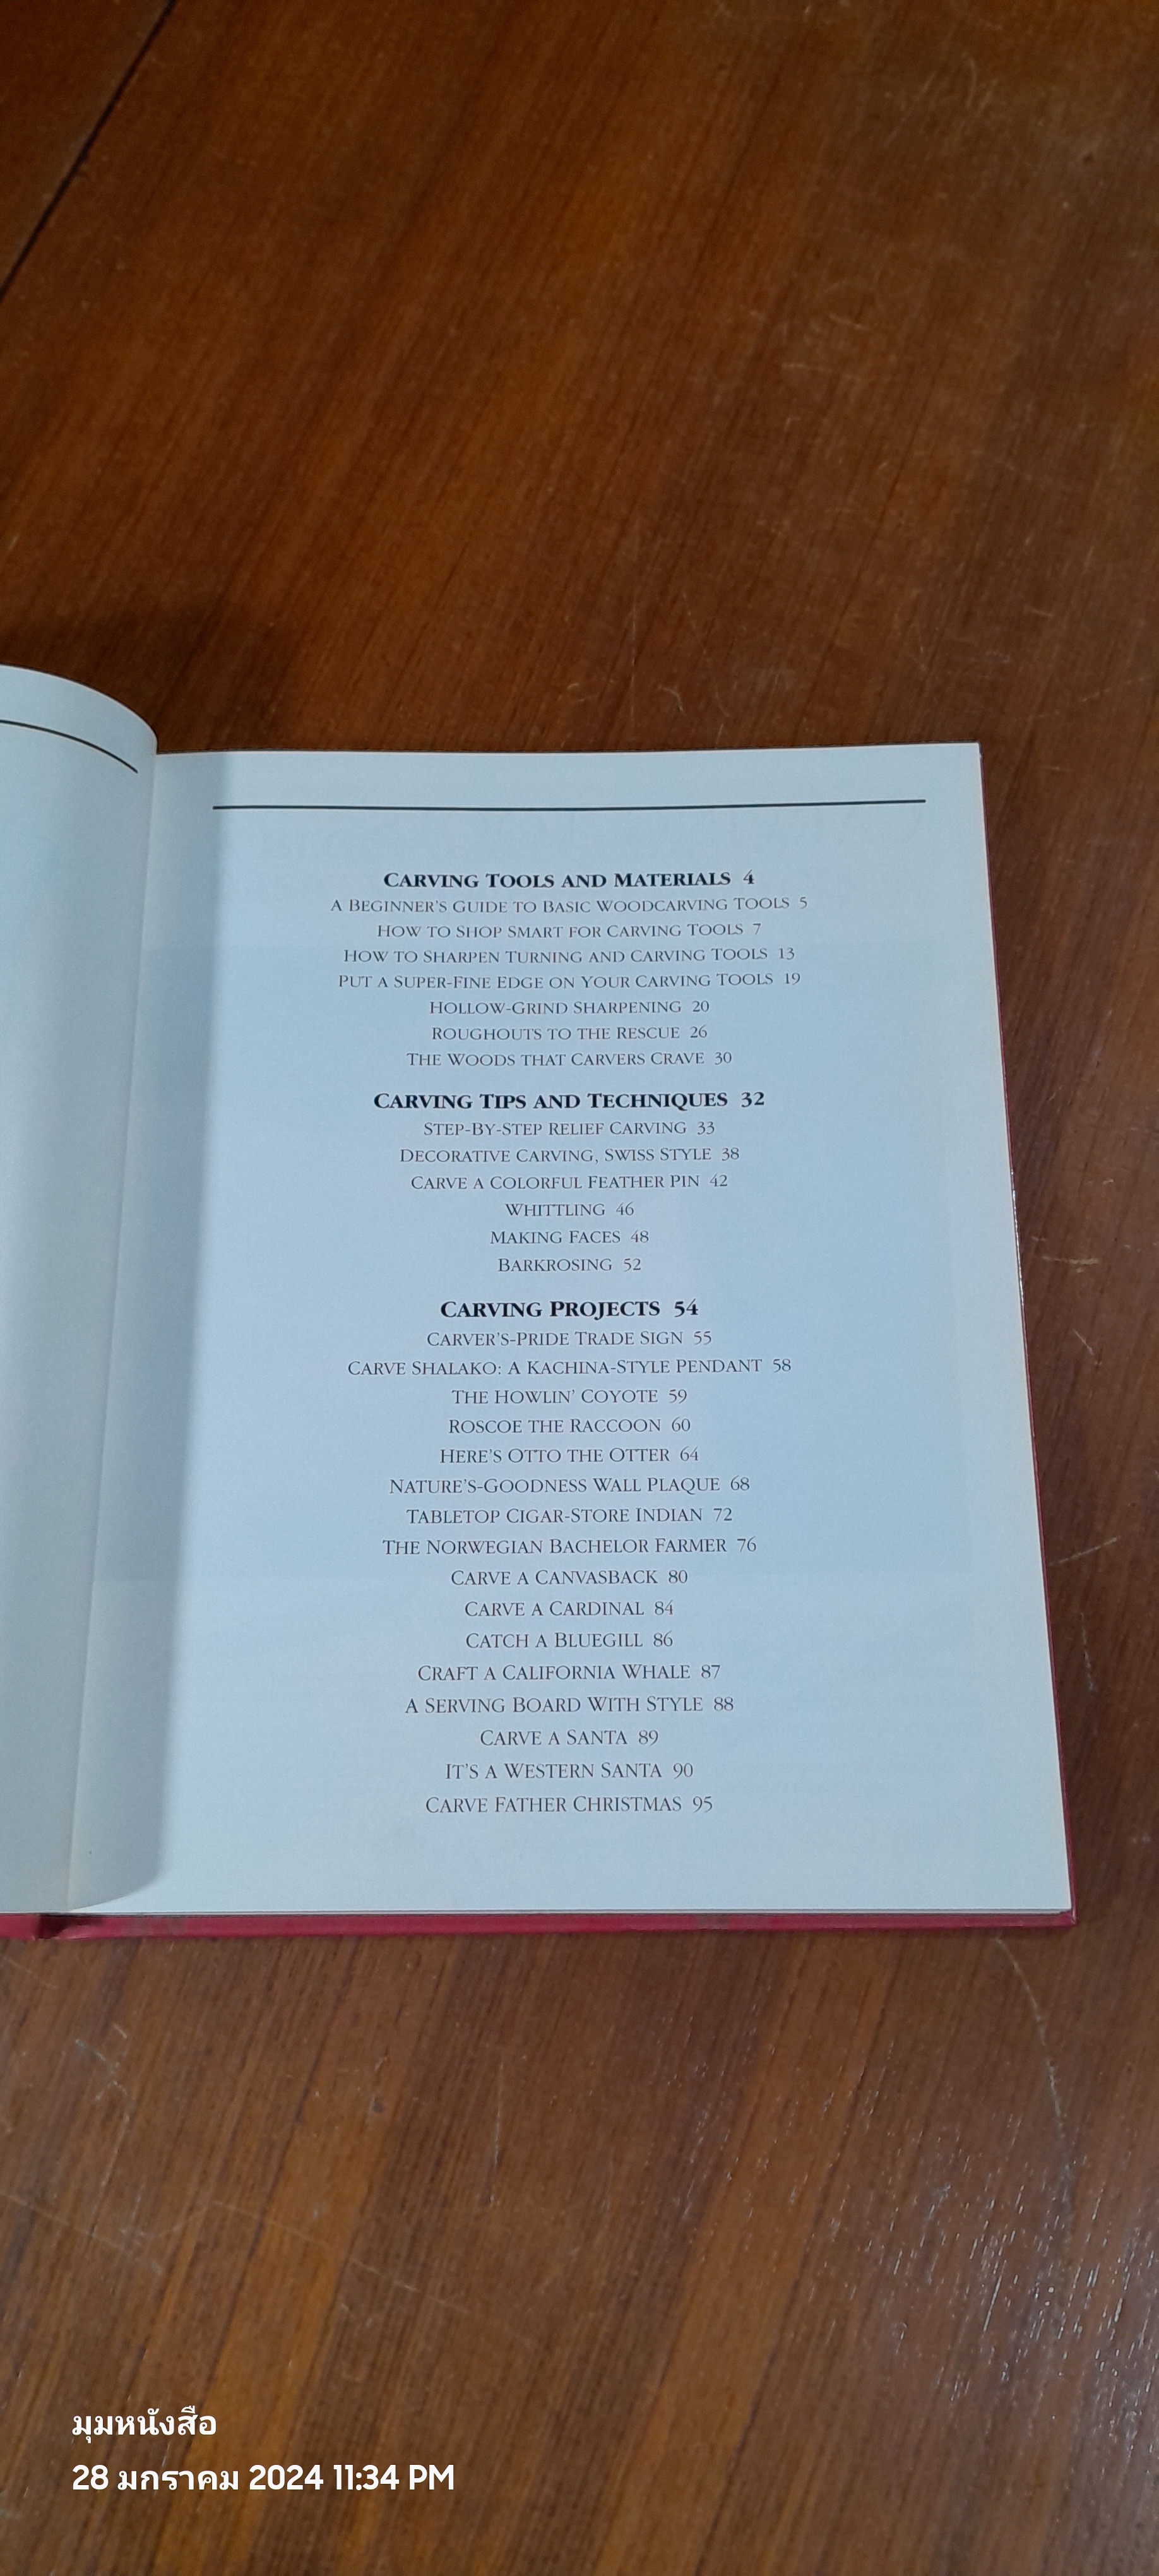 CARVING TOOLS AND MATERIALS 4
A BEGINNER'S GUIDE TO BASIC WOODCARVING TOOLS 5
HOW TO SHOP SMART FOR CARVING TOOLS 7
HOW TO SHARPEN TURNING AND CARVING TOOLS 13
PUT A SUPER-FINE EDGE ON YOUR CARVING TOOLS 19
HOLLOW-GRIND SHARPENING 20
ROUGHOUTS TO THE RESCUE 26
THE WOODS THAT CARVERS CRAVE 30
CARVING TIPS AND TECHNIQUES 32
STEP-BY-STEP RELIEF CARVING 33
DECORATIVE CARVING, SWISS STYLE 38
CARVE A COLORFUL FEATHER PIN 42
WHITTLING 46
MAKING FACES 48
BARKROSING 52
CARVING PROJECTS 54
CARVER'S-PRIDE TRADE SIGN 55
CARVE SHALAKO: A KACHINA-STYLE PENDANT 58
THE HOWLIN' COYOTE 59
ROSCOE THE RACCOON 60
HERE'S OTTO THE OTTER 64
NATURE'S-GOODNESS WALL PLAQUE 68
TABLETOP CIGAR-STORE INDIAN 72
THE NORWEGIAN BACHELOR FARMER 76
CARVE A CANVASBACK 80
CARVE A CARDINAL 84
CATCH A BLUEGILL 86
CRAFT A CALIFORNIA WHALE 87
A SERVING BOARD WITH STYLE 88
CARVE A SANTA 89
IT'S A WESTERN SANTA 90
CARVE FATHER CHRISTMAS 95
มุมหนังสือ
28 มกราคม 2024 11:34 PM